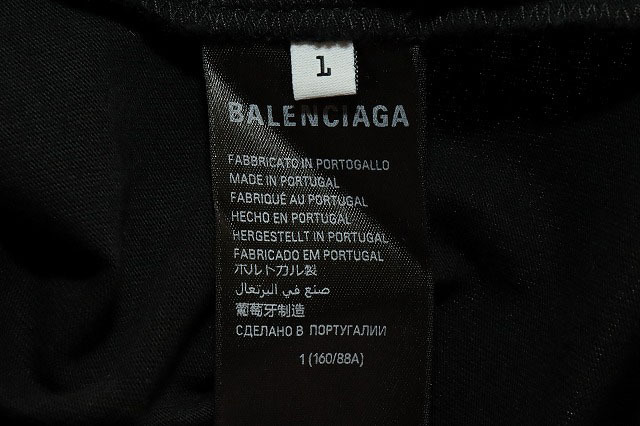 L
BALENCIAGA
FABBRICATO IN PORTOGALLO
MADE IN PORTUGAL
FABRIQUÉ AU PORTUGAL
HECHO EN PORTUGAL
HERGESTELLT IN PORTUGAL
FABRICADO EM PORTUGAL
ポルトガル製
صنع في البرتغال
葡萄牙制造
СДЕЛАНО В ПОРТУГАЛИИ
1 (160/88A)